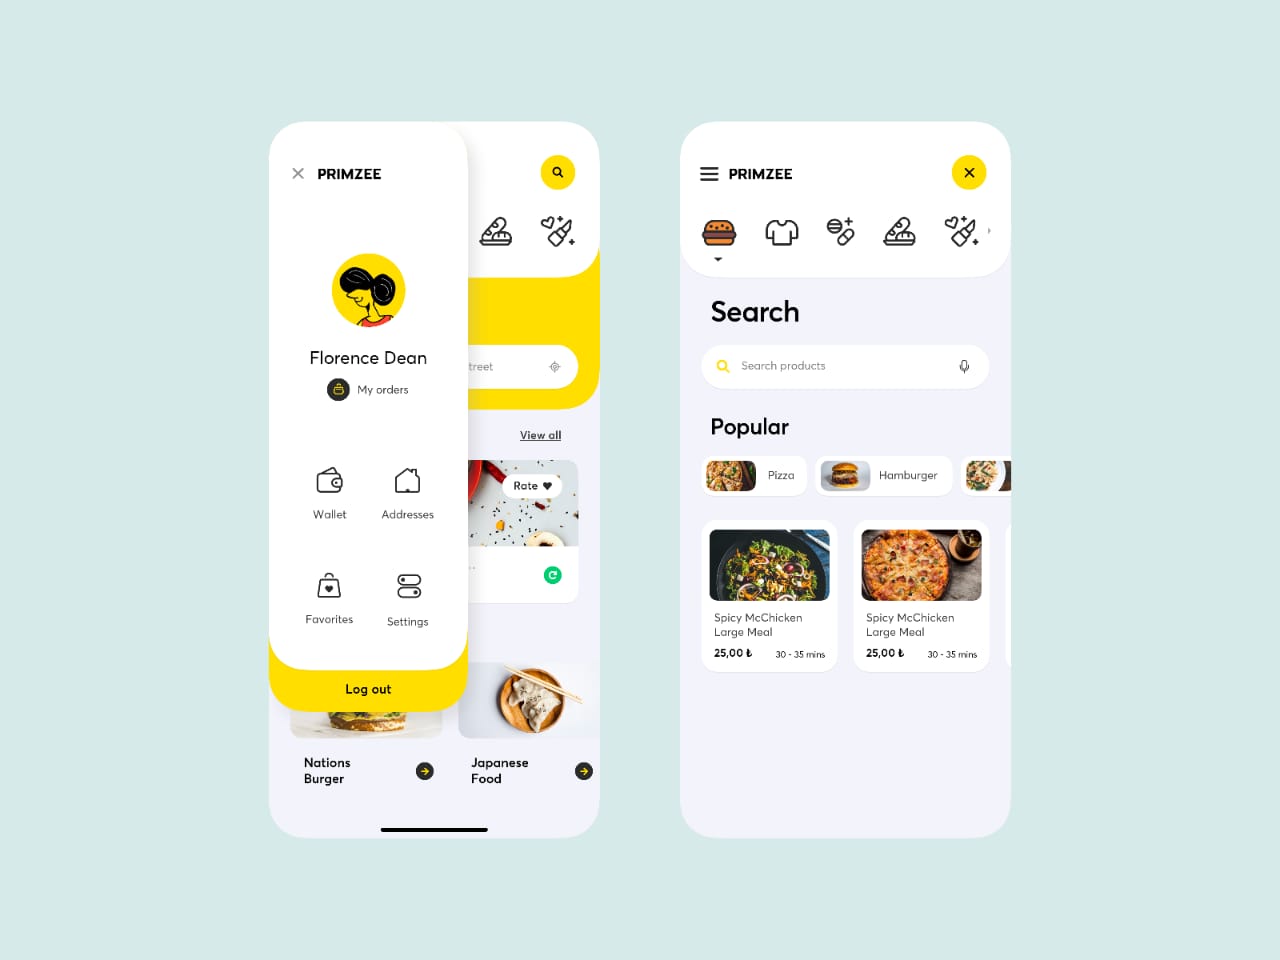 PRIMZEE
Florence Dean
My orders
Wallet
Addresses
Favorites
Settings
Log out
treet
View all
Rate
Nations
Burger
Japanese
Food
PRIMZEE
Search
Search products
Popular
Pizza
Hamburger
Spicy McChicken
Large Meal
25,00 ₺
30 - 35 mins
Spicy McChicken
Large Meal
25,00 ₺
30 - 35 mins